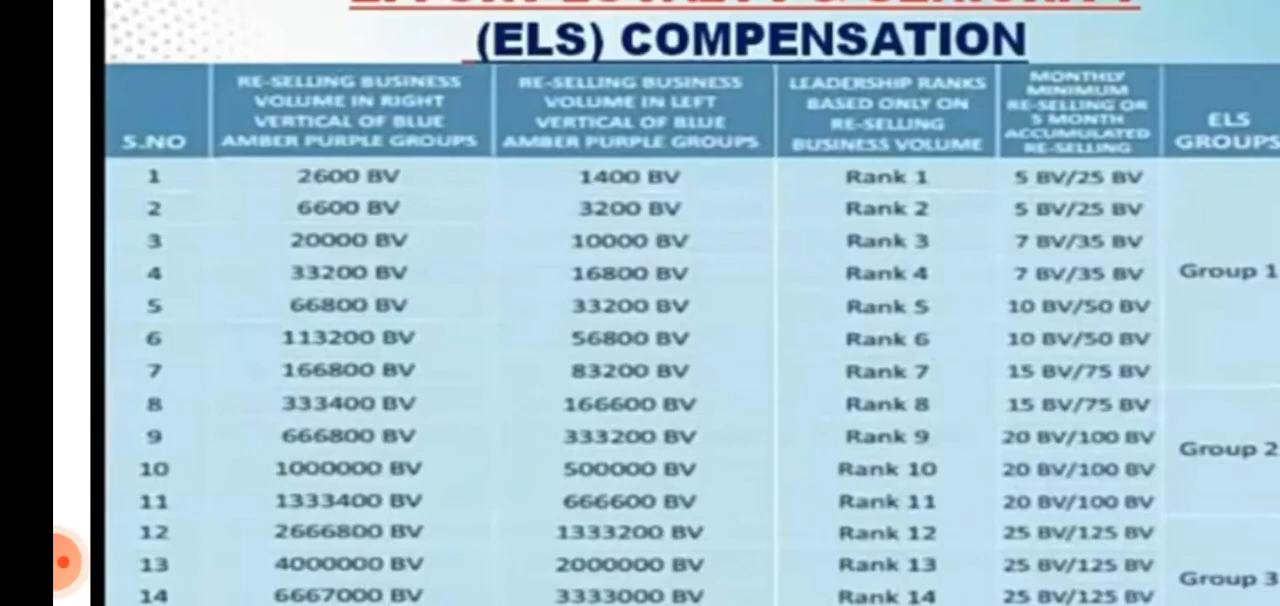 (ELS) COMPENSATION
S.NO RE-SELLING BUSINESS VOLUME IN RIGHT VERTICAL OF BLUE AMBER PURPLE GROUPS RE-SELLING BUSINESS VOLUME IN LEFT VERTICAL OF BLUE AMBER PURPLE GROUPS LEADERSHIP RANKS BASED ONLY ON RE-SELLING BUSINESS VOLUME MONTHLY MINIMUM RE-SELLING OR 5 MONTH ACCUMULATED RE-SELLING ELS GROUPS
1 2600 BV 1400 BV Rank 1 5 BV/25 BV
2 6600 BV 3200 BV Rank 2 5 BV/25 BV
3 20000 BV 10000 BV Rank 3 7 BV/35 BV
4 33200 BV 16800 BV Rank 4 7 BV/35 BV Group 1
5 66800 BV 33200 BV Rank 5 10 BV/50 BV
6 113200 BV 56800 BV Rank 6 10 BV/50 BV
7 166800 BV 83200 BV Rank 7 15 BV/75 BV
8 333400 BV 166600 BV Rank 8 15 BV/75 BV
9 666800 BV 333200 BV Rank 9 20 BV/100 BV Group 2
10 1000000 BV 500000 BV Rank 10 20 BV/100 BV
11 1333400 BV 666600 BV Rank 11 20 BV/100 BV
12 2666800 BV 1333200 BV Rank 12 25 BV/125 BV
13 4000000 BV 2000000 BV Rank 13 25 BV/125 BV Group 3
14 6667000 BV 3333000 BV Rank 14 25 BV/125 BV